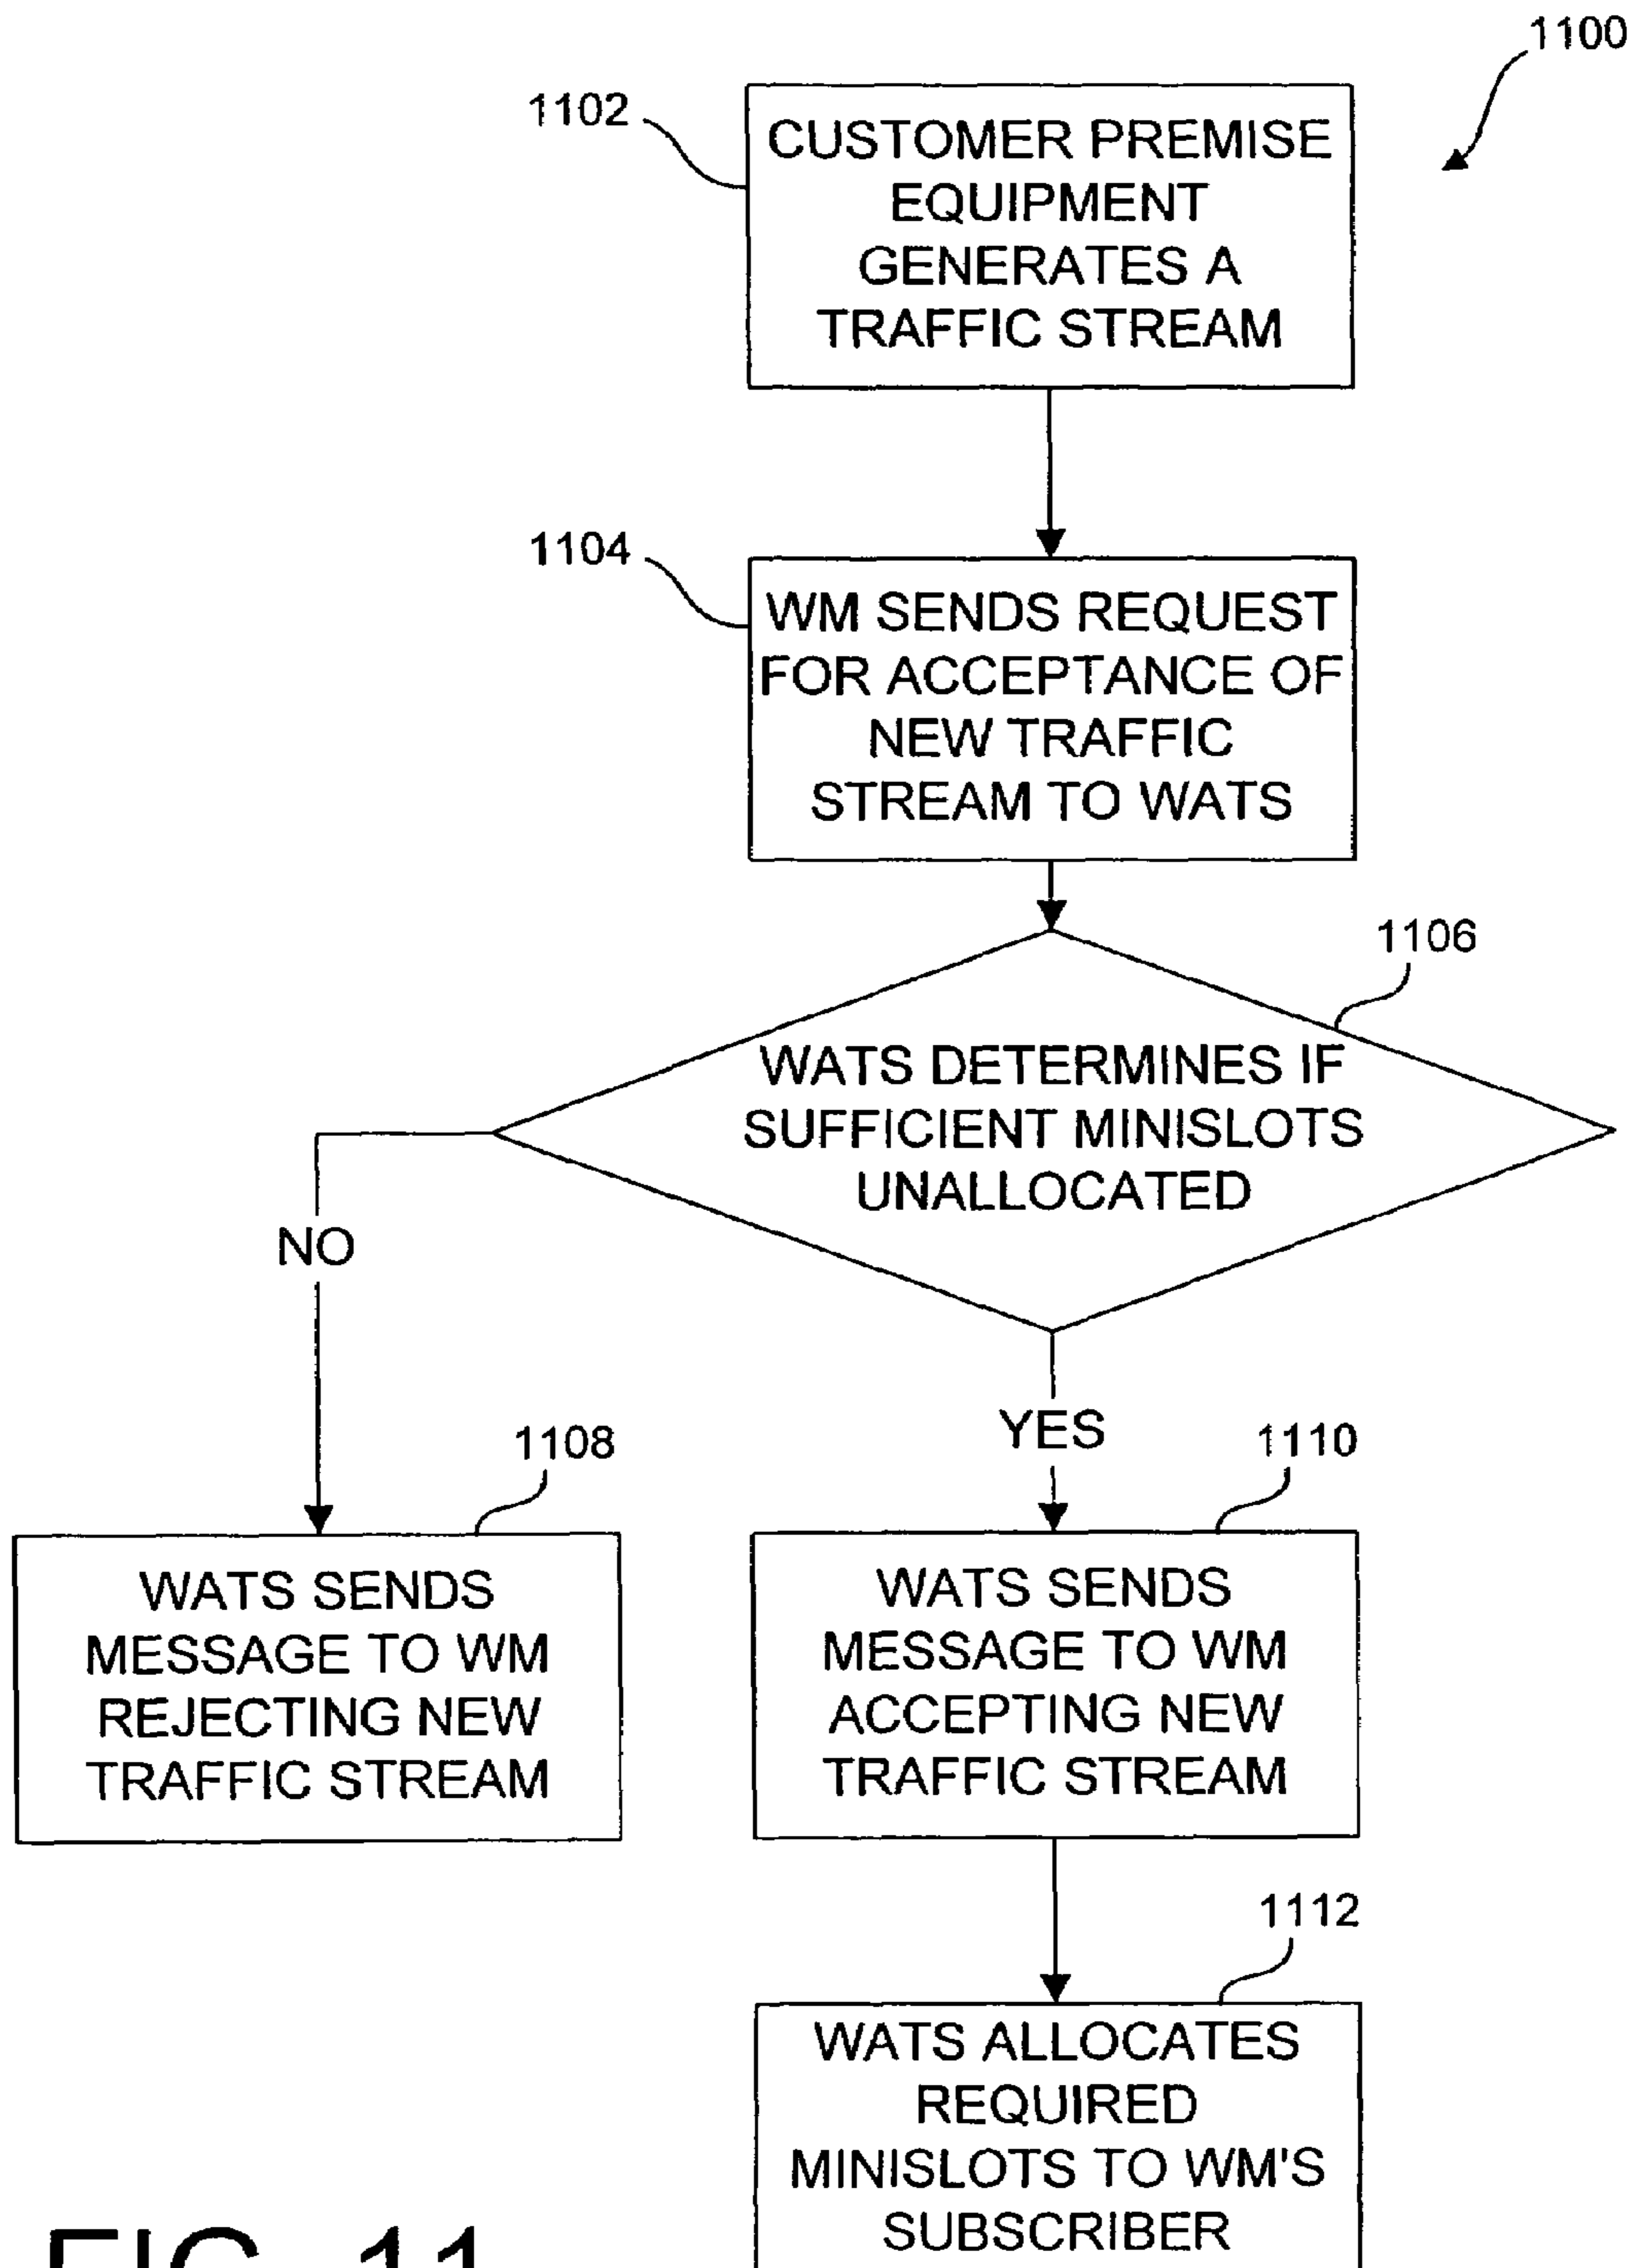 1100
1102
CUSTOMER PREMISE
EQUIPMENT
GENERATES A
TRAFFIC STREAM
1104
WM SENDS REQUEST
FOR ACCEPTANCE OF
NEW TRAFFIC
STREAM TO WATS
1106
WATS DETERMINES IF
SUFFICIENT MINISLOTS
UNALLOCATED
NO
YES
1108
WATS SENDS
MESSAGE TO WM
REJECTING NEW
TRAFFIC STREAM
1110
WATS SENDS
MESSAGE TO WM
ACCEPTING NEW
TRAFFIC STREAM
1112
WATS ALLOCATES
REQUIRED
MINISLOTS TO WM'S
SUBSCRIBER
FIG. 11